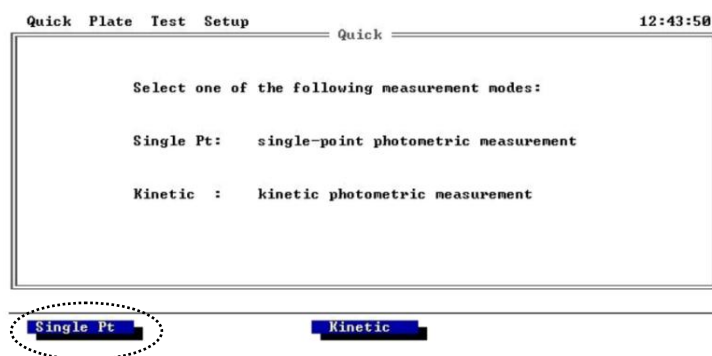 Quick Plate Test Setup 12:43:50
Quick
Select one of the following measurement modes:
Single Pt: single-point photometric measurement
Kinetic : kinetic photometric measurement
Single Pt Kinetic